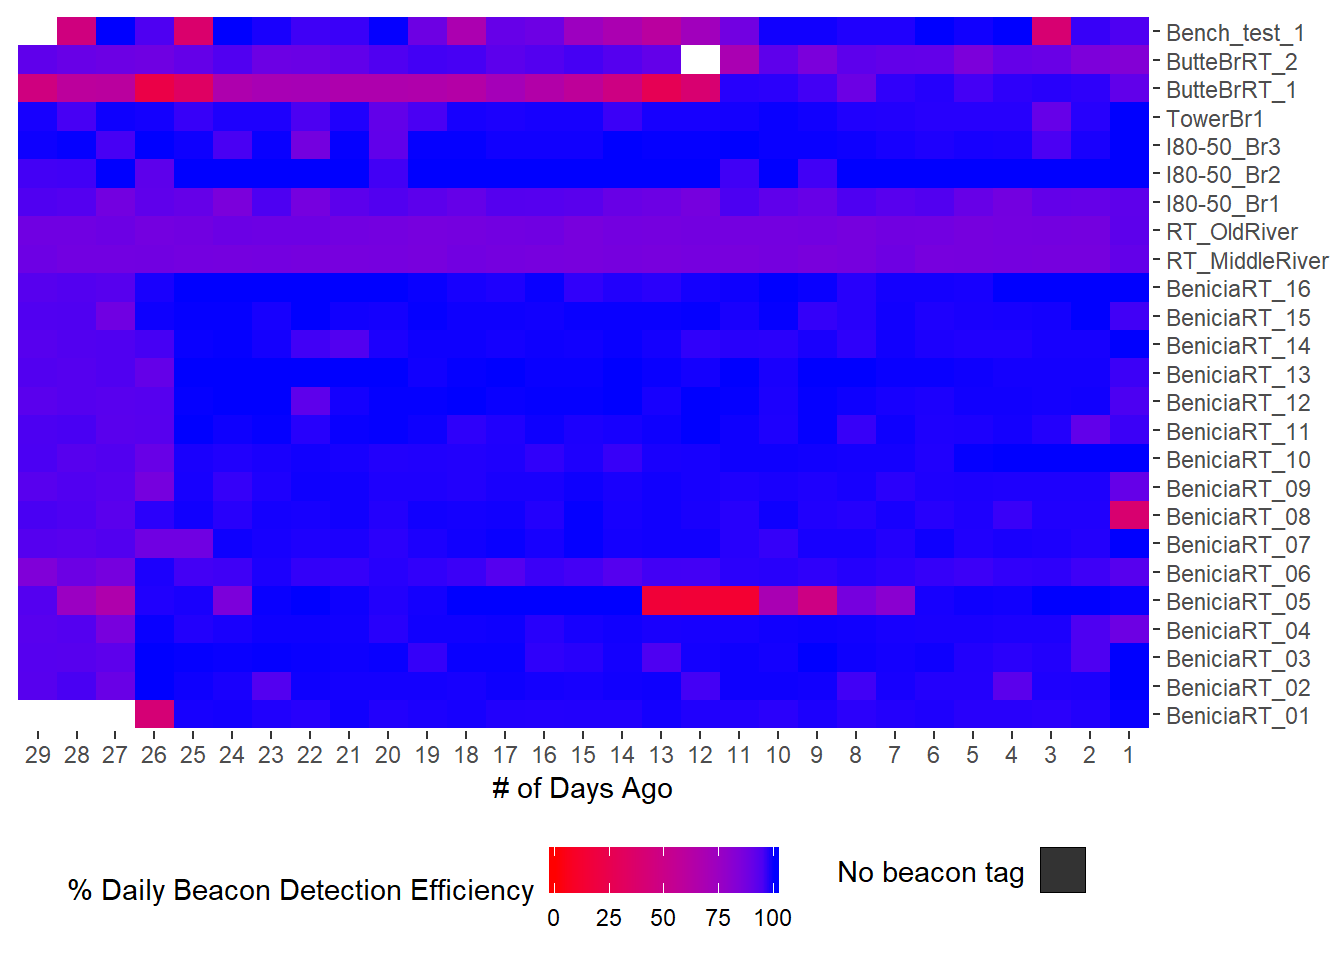 Bench_test_1
ButteBrRT_2
ButteBrRT_1
TowerBr1
I80-50_Br3
I80-50_Br2
I80-50_Br1
RT_OldRiver
RT_MiddleRiver
BeniciaRT_16
BeniciaRT_15
BeniciaRT_14
BeniciaRT_13
BeniciaRT_12
BeniciaRT_11
BeniciaRT_10
BeniciaRT_09
BeniciaRT_08
BeniciaRT_07
BeniciaRT_06
BeniciaRT_05
BeniciaRT_04
BeniciaRT_03
BeniciaRT_02
BeniciaRT_01
29 28 27 26 25 24 23 22 21 20 19 18 17 16 15 14 13 12 11 10 9 8 7 6 5 4 3 2 1
# of Days Ago
% Daily Beacon Detection Efficiency
0 25 50 75 100
No beacon tag